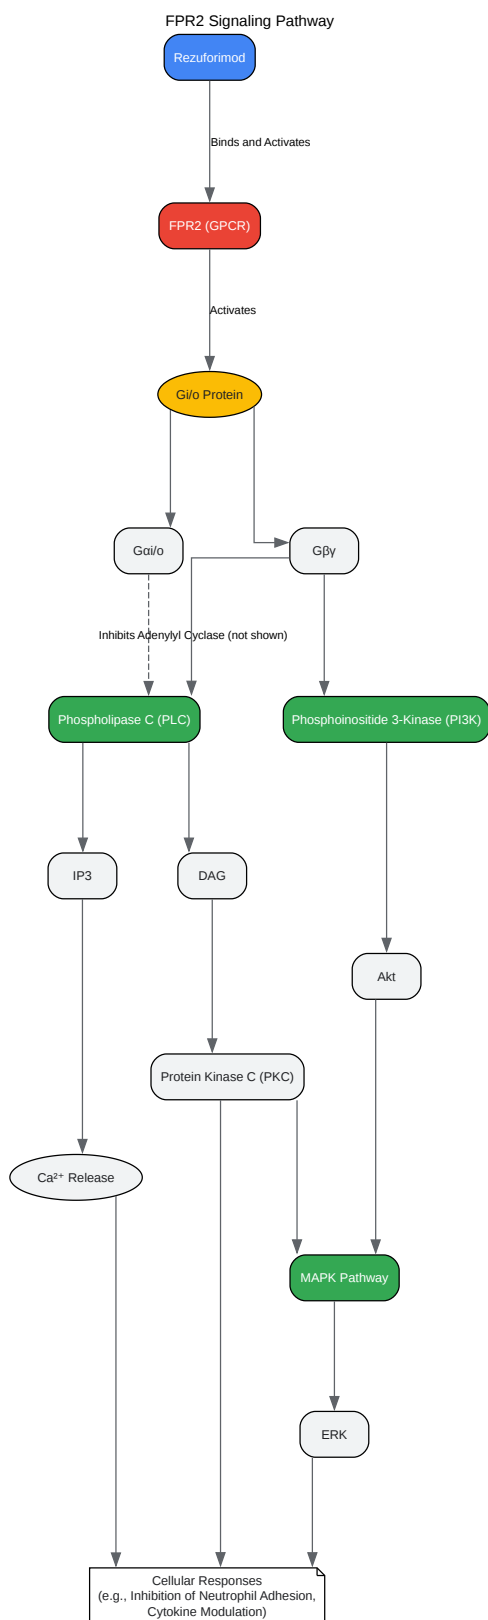 FPR2 Signaling Pathway
Rezuforimod
Binds and Activates
FPR2 (GPCR)
Activates
Gi/o Protein
Gαi/o
Gβγ
Inhibits Adenylyl Cyclase (not shown)
Phospholipase C (PLC)
Phosphoinositide 3-Kinase (PI3K)
IP3
DAG
Akt
Protein Kinase C (PKC)
Ca²⁺ Release
MAPK Pathway
ERK
Cellular Responses
(e.g., Inhibition of Neutrophil Adhesion,
Cytokine Modulation)